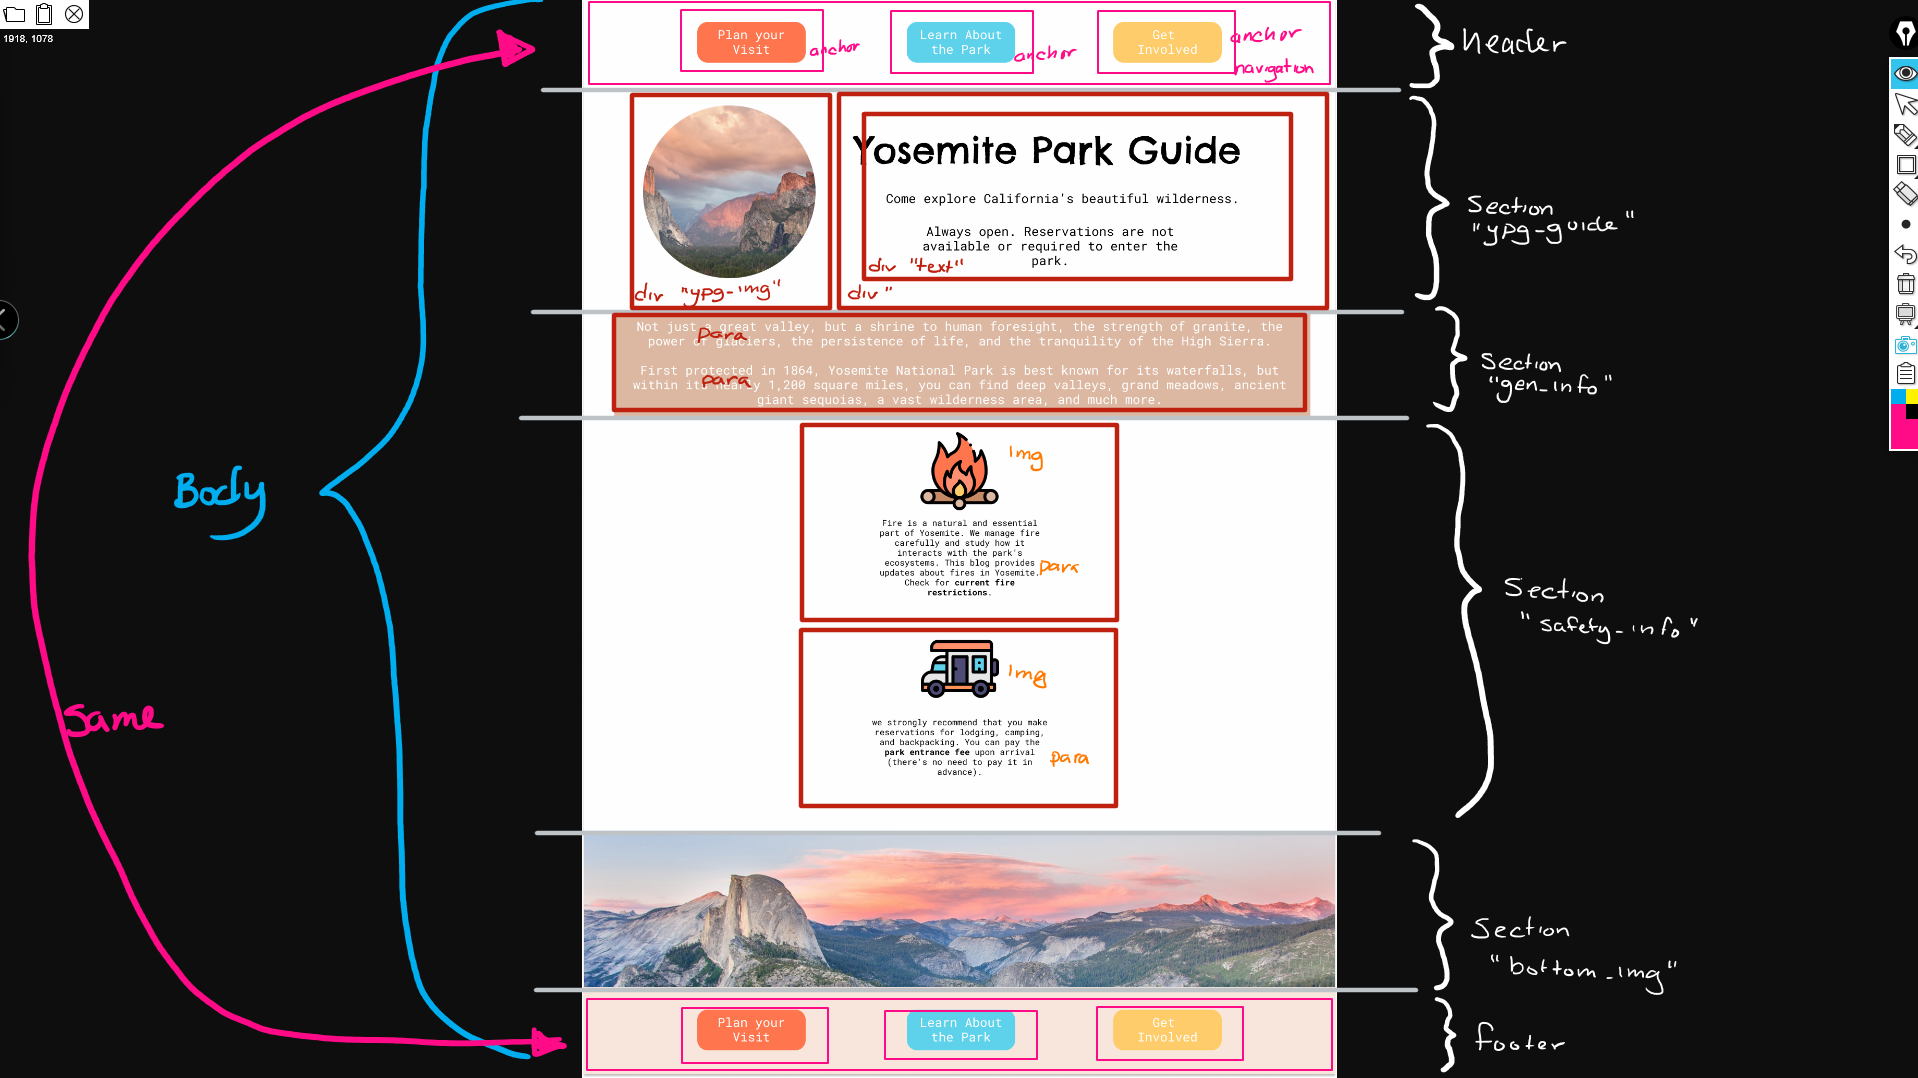 1918, 1078
Plan your
Visit
anchor
Learn About
the Park
anchor
Get
Involved
anchor
navigation
header
Yosemite Park Guide
Come explore California's beautiful wilderness.
Always open. Reservations are not
available or required to enter the
park.
div "text"
div "ypg-img"
div "
Section
"ypg-guide"
Not just a great valley, but a shrine to human foresight, the strength of granite, the
power of glaciers, the persistence of life, and the tranquility of the High Sierra.
para
First protected in 1864, Yosemite National Park is best known for its waterfalls, but
within its nearly 1,200 square miles, you can find deep valleys, grand meadows, ancient
giant sequoias, a vast wilderness area, and much more.
para
Section
"gen_info"
img
Fire is a natural and essential
part of Yosemite. We manage fire
carefully and study how it
interacts with the park's
ecosystems. This blog provides
updates about fires in Yosemite.
Check for current fire
restrictions.
para
Body
img
we strongly recommend that you make
reservations for lodging, camping,
and backpacking. You can pay the
park entrance fee upon arrival
(there's no need to pay it in
advance).
para
Section
"safety-info"
Same
Section
"bottom-img"
Plan your
Visit
Learn About
the Park
Get
Involved
footer